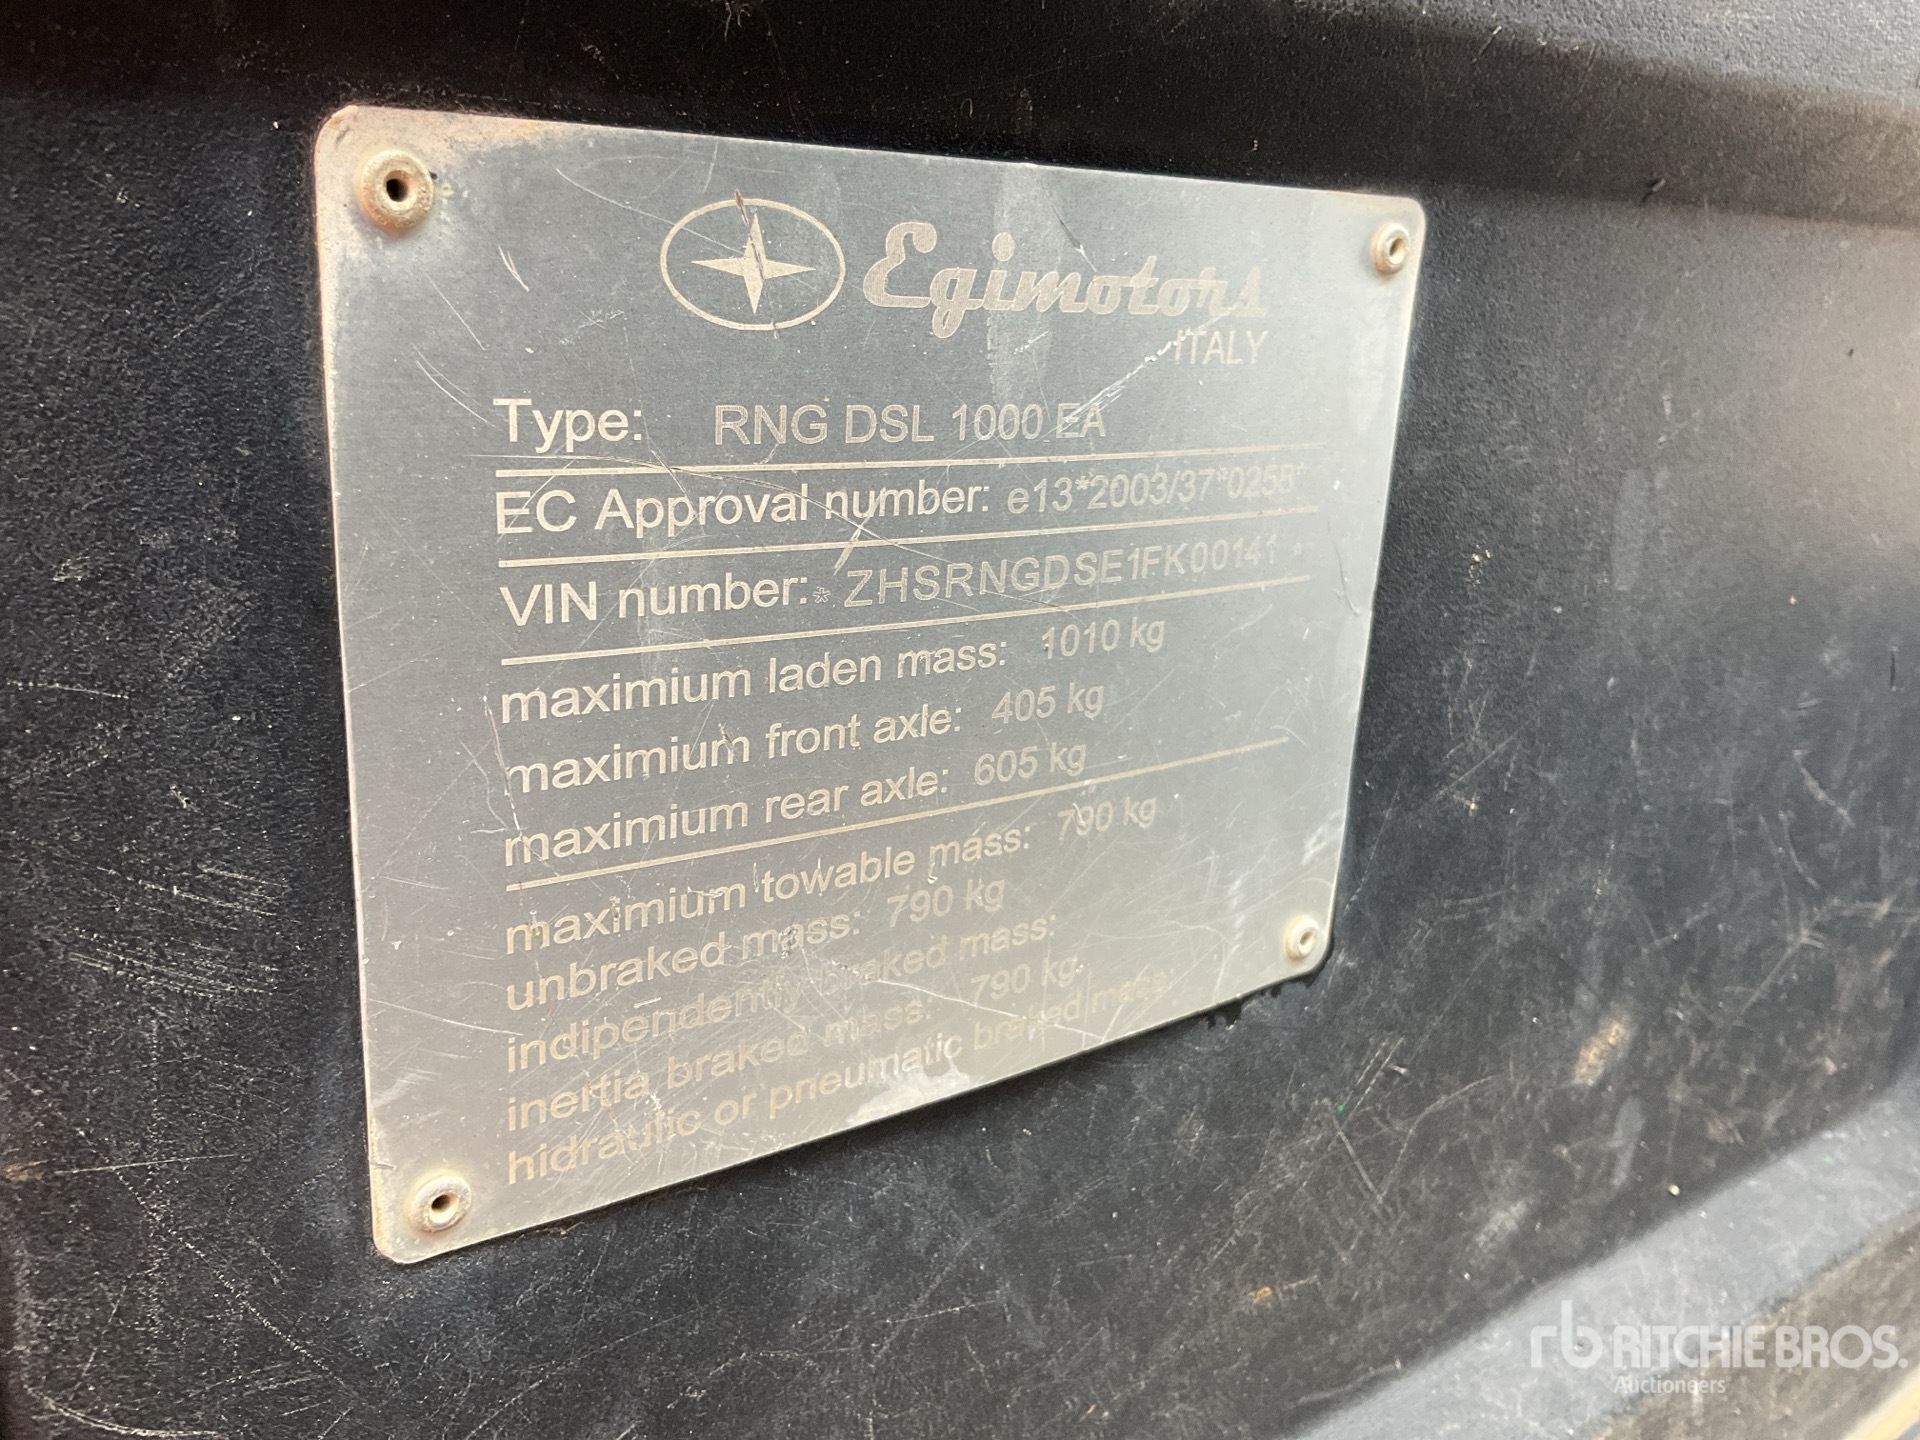 Egimotors
ITALY
Type: RNG DSL 1000 EA
EC Approval number: e13*2003/37*0258*
VIN number: * ZHSRNGDSE1FK00141 *
maximium laden mass: 1010 kg
maximium front axle: 405 kg
maximium rear axle: 605 kg
maximium towable mass: 790 kg
unbraked mass: 790 kg
indipendently braked mass:
inertia braked mass: 790 kg
hidraulic or pneumatic braked mass:
rb RITCHIE BROS.
Auctioneers